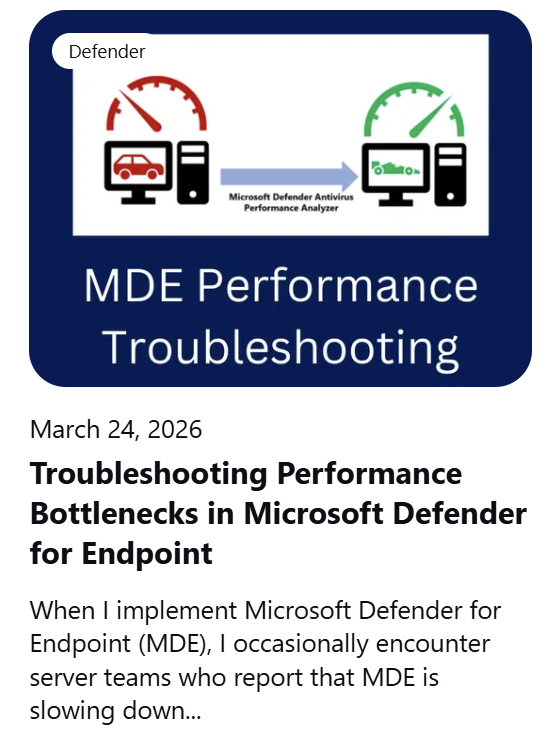 Defender
Microsoft Defender Antivirus
Performance Analyzer
MDE Performance
Troubleshooting
March 24, 2026
Troubleshooting Performance
Bottlenecks in Microsoft Defender
for Endpoint
When I implement Microsoft Defender for
Endpoint (MDE), I occasionally encounter
server teams who report that MDE is
slowing down...